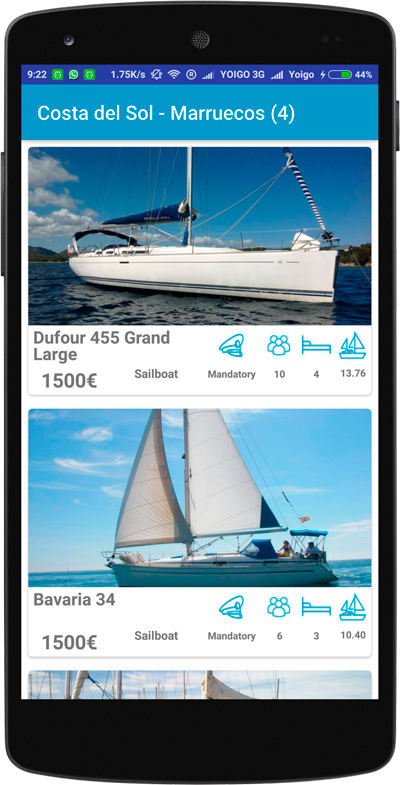 9:22 1.75K/s R YOIGO 3G Yoigo 44%
Costa del Sol - Marruecos (4)
Dufour 455 Grand
Large
1500€ Sailboat Mandatory 10 4 13.76
Bavaria 34
1500€ Sailboat Mandatory 6 3 10.40